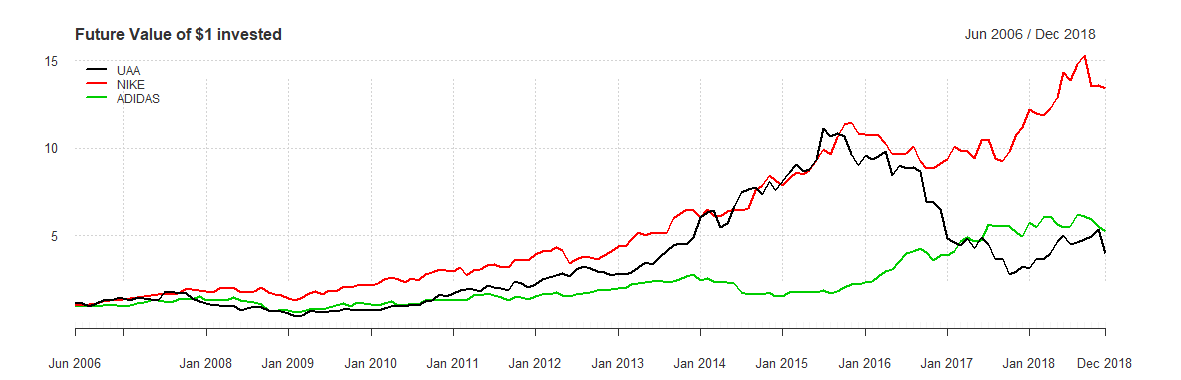 Future Value of $1 invested
Jun 2006 / Dec 2018
15
UAA
NIKE
ADIDAS
10
5
Jun 2006 Jan 2008 Jan 2009 Jan 2010 Jan 2011 Jan 2012 Jan 2013 Jan 2014 Jan 2015 Jan 2016 Jan 2017 Jan 2018 Dec 2018